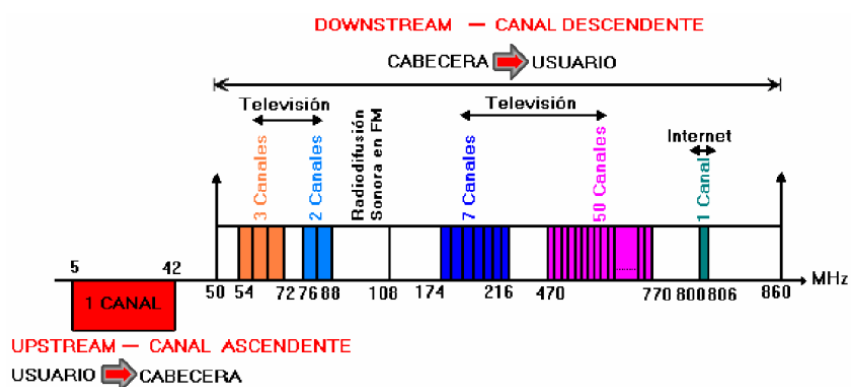 DOWNSTREAM — CANAL DESCENDENTE
CABECERA USUARIO
Televisión
Televisión
Internet
3 Canales
2 Canales
Radiodifusión
Sonora en FM
7 Canales
50 Canales
1 Canal
5 42
MHz
50 54 72 76 88 108 174 216 470 770 800 806 860
1 CANAL
UPSTREAM — CANAL ASCENDENTE
USUARIO CABECERA